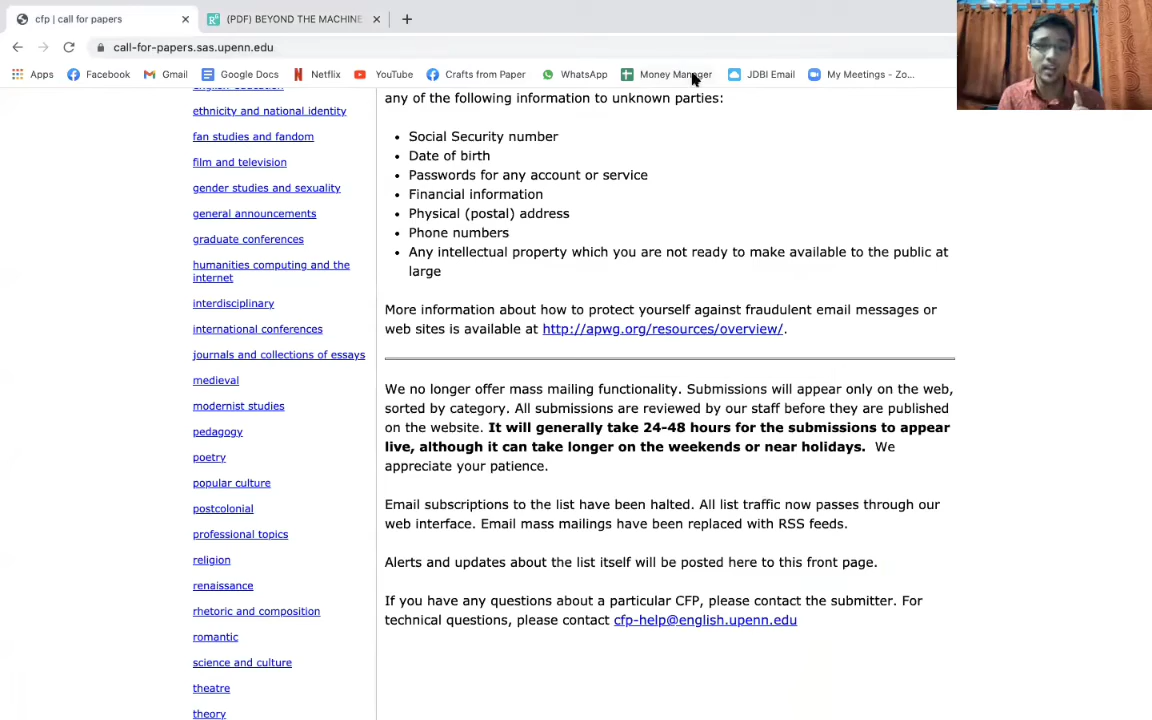 cfp | call for papers
(PDF) BEYOND THE MACHINE
call-for-papers.sas.upenn.edu
Apps
Facebook
Gmail
Google Docs
Netflix
YouTube
Crafts from Paper
WhatsApp
Money Manager
JDBI Email
My Meetings - Zo...
english education
ethnicity and national identity
fan studies and fandom
film and television
gender studies and sexuality
general announcements
graduate conferences
humanities computing and the
internet
interdisciplinary
international conferences
journals and collections of essays
medieval
modernist studies
pedagogy
poetry
popular culture
postcolonial
professional topics
religion
renaissance
rhetoric and composition
romantic
science and culture
theatre
theory
any of the following information to unknown parties:
• Social Security number
• Date of birth
• Passwords for any account or service
• Financial information
• Physical (postal) address
• Phone numbers
• Any intellectual property which you are not ready to make available to the public at
large
More information about how to protect yourself against fraudulent email messages or
web sites is available at http://apwg.org/resources/overview/.
We no longer offer mass mailing functionality. Submissions will appear only on the web,
sorted by category. All submissions are reviewed by our staff before they are published
on the website. It will generally take 24-48 hours for the submissions to appear
live, although it can take longer on the weekends or near holidays. We
appreciate your patience.
Email subscriptions to the list have been halted. All list traffic now passes through our
web interface. Email mass mailings have been replaced with RSS feeds.
Alerts and updates about the list itself will be posted here to this front page.
If you have any questions about a particular CFP, please contact the submitter. For
technical questions, please contact cfp-help@english.upenn.edu